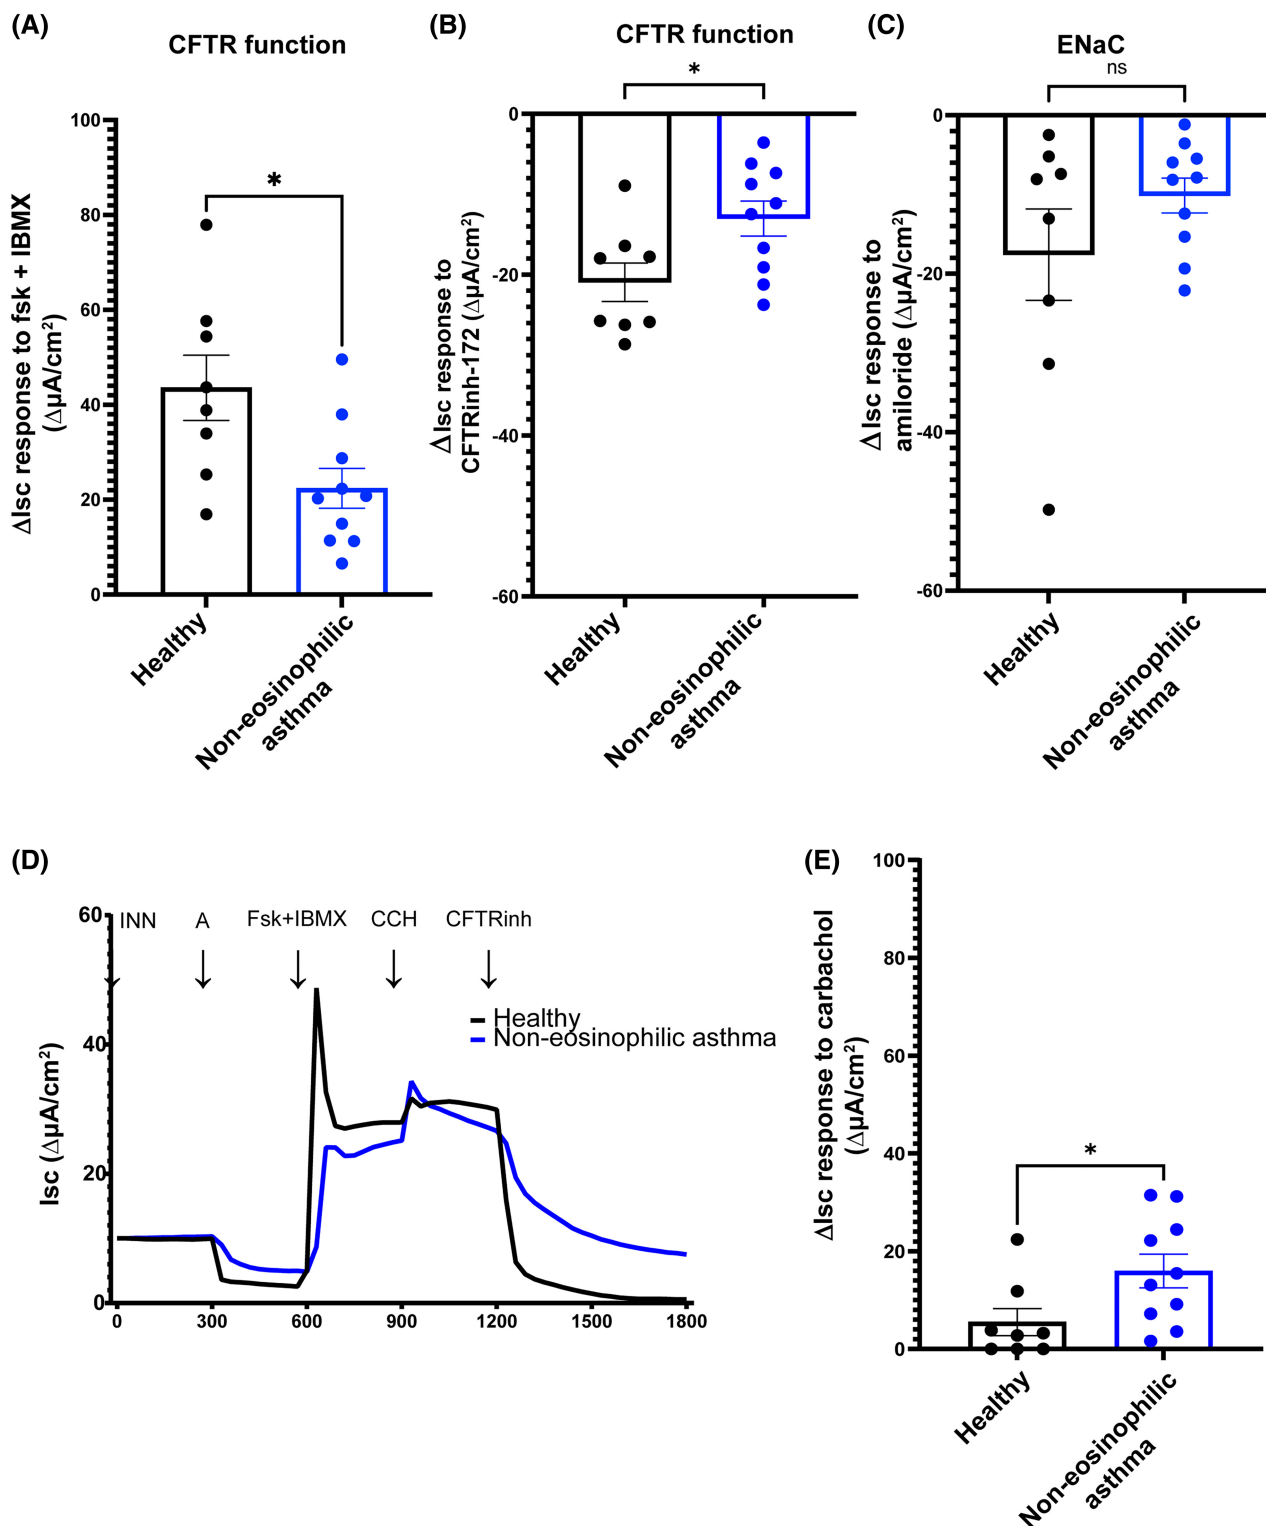 (A)
CFTR function
ΔIsc response to fsk + IBMX
(ΔµA/cm²)
100
80
60
40
20
0
*
Healthy
Non-eosinophilic
asthma
(B)
CFTR function
*
ΔIsc response to
CFTRinh-172 (ΔµA/cm²)
0
-20
-40
-60
Healthy
Non-eosinophilic
asthma
(C)
ENaC
ns
ΔIsc response to
amiloride (ΔµA/cm²)
0
-20
-40
-60
Healthy
Non-eosinophilic
asthma
(D)
Isc (ΔµA/cm²)
60
40
20
0
INN
A
Fsk+IBMX
CCH
CFTRinh
Healthy
Non-eosinophilic asthma
0
300
600
900
1200
1500
1800
(E)
ΔIsc response to carbachol
(ΔµA/cm²)
100
80
60
40
20
0
*
Healthy
Non-eosinophilic
asthma